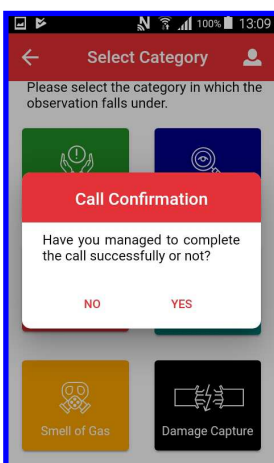 100% 13:09
Select Category
Please select the category in which the
observation falls under.
Call Confirmation
Have you managed to complete
the call successfully or not?
NO YES
Smell of Gas Damage Capture